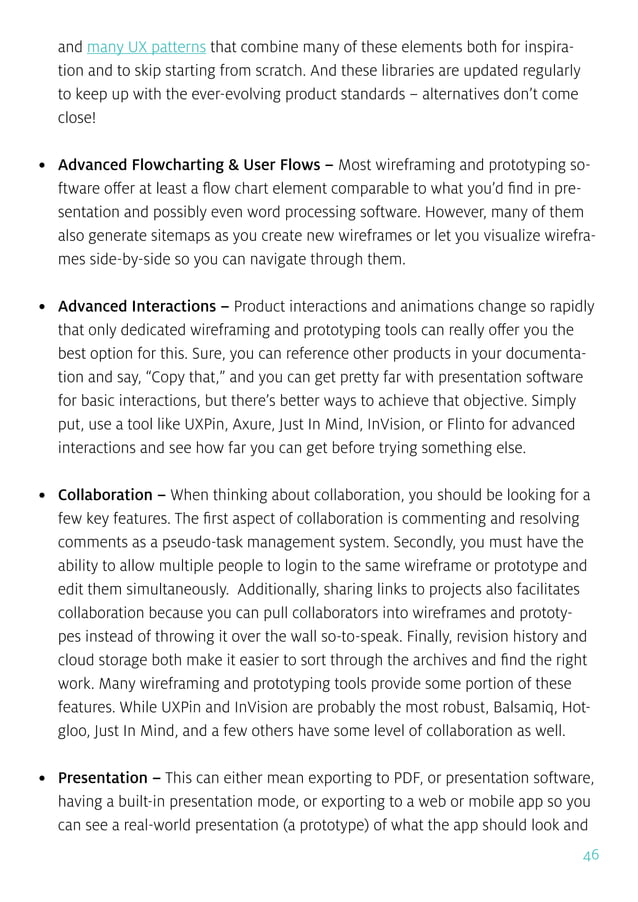 and many UX patterns that combine many of these elements both for inspira-
tion and to skip starting from scratch. And these libraries are updated regularly
to keep up with the ever-evolving product standards – alternatives don’t come
close!
• Advanced Flowcharting & User Flows – Most wireframing and prototyping so-
ftware offer at least a flow chart element comparable to what you’d find in pre-
sentation and possibly even word processing software. However, many of them
also generate sitemaps as you create new wireframes or let you visualize wirefra-
mes side-by-side so you can navigate through them.
• Advanced Interactions – Product interactions and animations change so rapidly
that only dedicated wireframing and prototyping tools can really offer you the
best option for this. Sure, you can reference other products in your documenta-
tion and say, “Copy that,” and you can get pretty far with presentation software
for basic interactions, but there’s better ways to achieve that objective. Simply
put, use a tool like UXPin, Axure, Just In Mind, InVision, or Flinto for advanced
interactions and see how far you can get before trying something else.
• Collaboration – When thinking about collaboration, you should be looking for a
few key features. The first aspect of collaboration is commenting and resolving
comments as a pseudo-task management system. Secondly, you must have the
ability to allow multiple people to login to the same wireframe or prototype and
edit them simultaneously.  Additionally, sharing links to projects also facilitates
collaboration because you can pull collaborators into wireframes and prototy-
pes instead of throwing it over the wall so-to-speak. Finally, revision history and
cloud storage both make it easier to sort through the archives and find the right
work. Many wireframing and prototyping tools provide some portion of these
features. While UXPin and InVision are probably the most robust, Balsamiq, Hot-
gloo, Just In Mind, and a few others have some level of collaboration as well.
• Presentation – This can either mean exporting to PDF, or presentation software,
having a built-in presentation mode, or exporting to a web or mobile app so you
can see a real-world presentation (a prototype) of what the app should look and
46